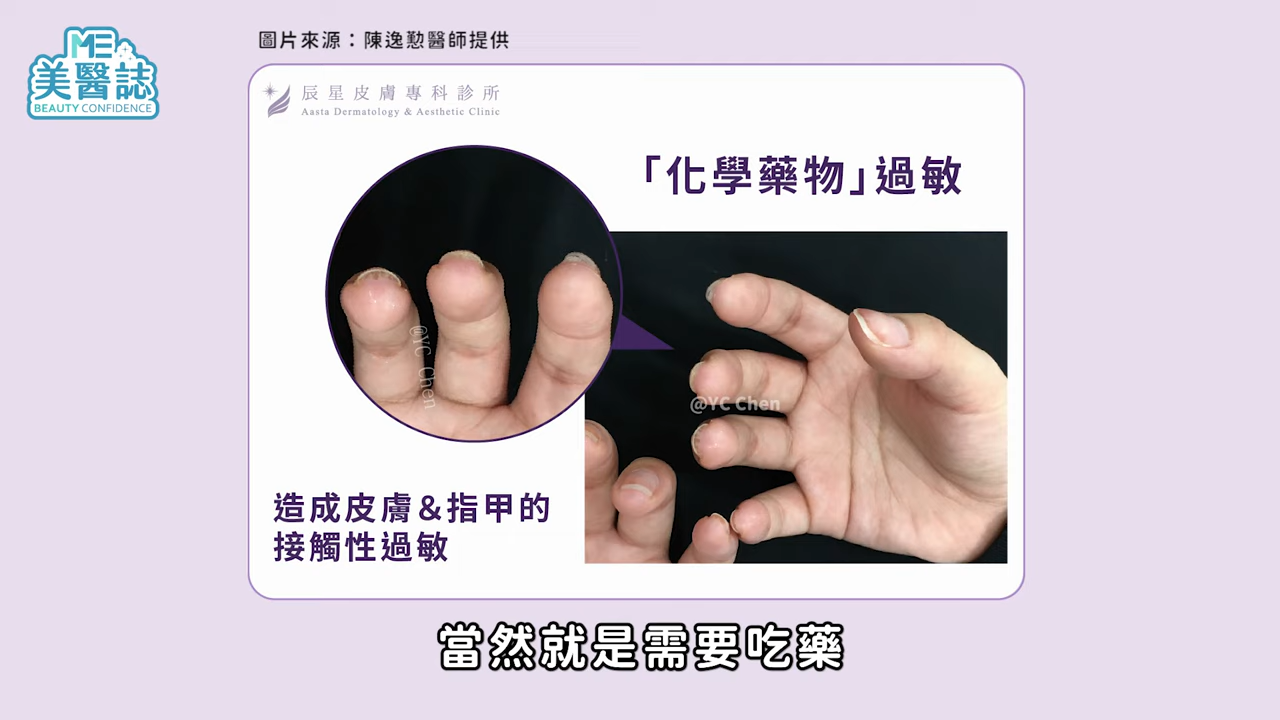 圖片來源：陳逸懃醫師提供
ME
美醫誌
BEAUTY CONFIDENCE
辰星皮膚專科診所
Aasta Dermatology & Aesthetic Clinic
「化學藥物」過敏
@YC Chen
@YC Chen
造成皮膚&指甲的
接觸性過敏
當然就是需要吃藥